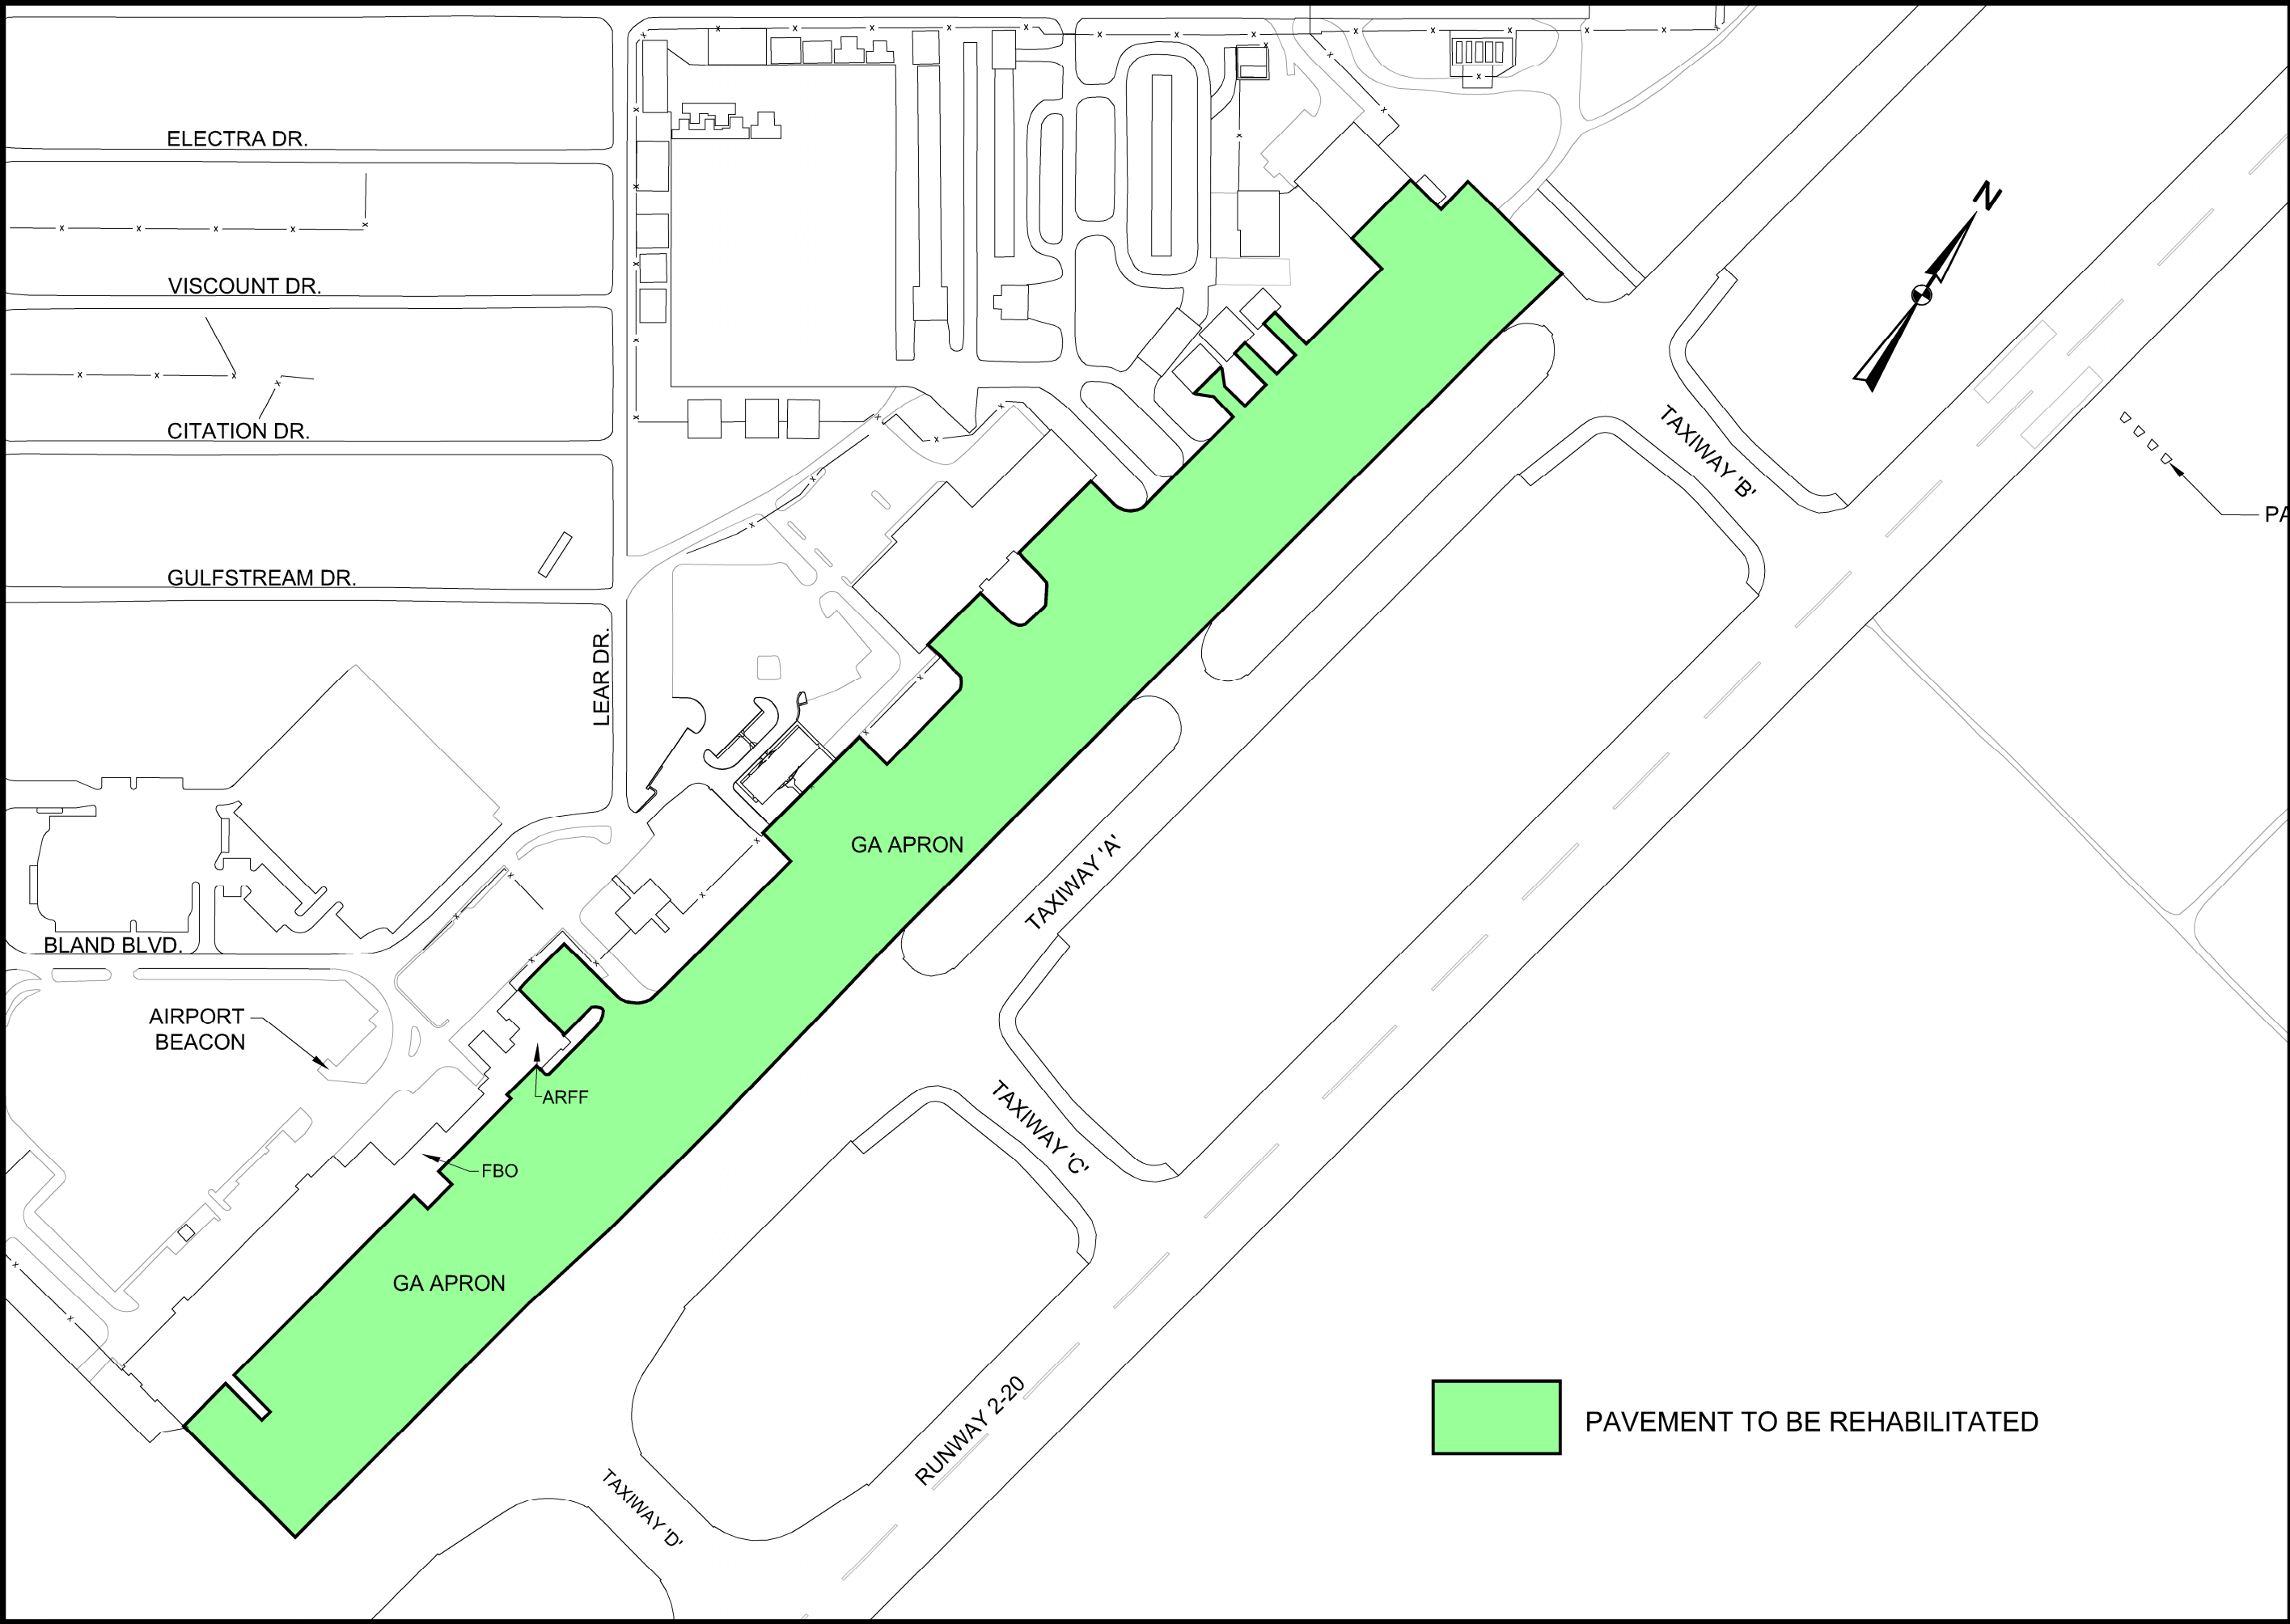 ELECTRA DR.
N
VISCOUNT DR.
CITATION DR.
TAXIWAY 'B'
PA
GULFSTREAM DR.
LEAR DR.
GA APRON
TAXIWAY 'A'
BLAND BLVD.
AIRPORT
BEACON
ARFF
TAXIWAY 'C'
FBO
GA APRON
RUNWAY 2-20
PAVEMENT TO BE REHABILITATED
TAXIWAY 'D'